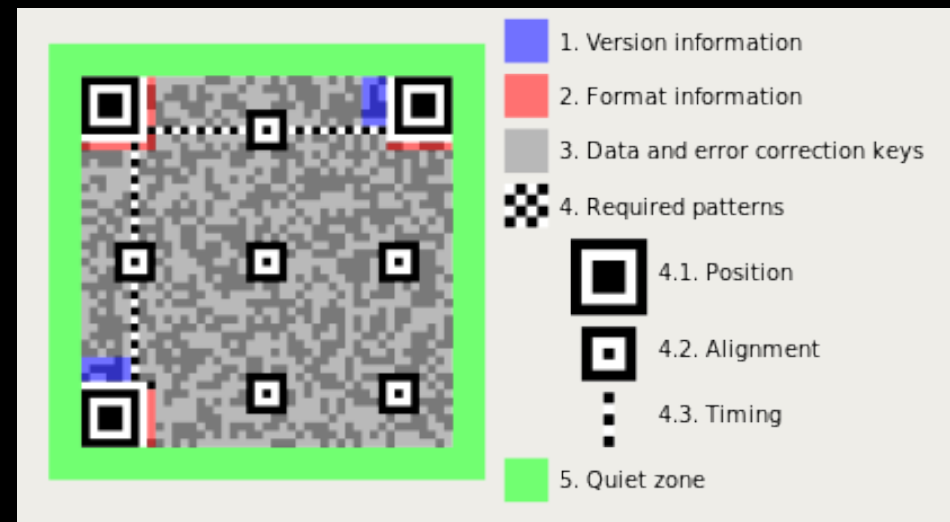 1. Version information
2. Format information
3. Data and error correction keys
4. Required patterns
4.1. Position
4.2. Alignment
4.3. Timing
5. Quiet zone